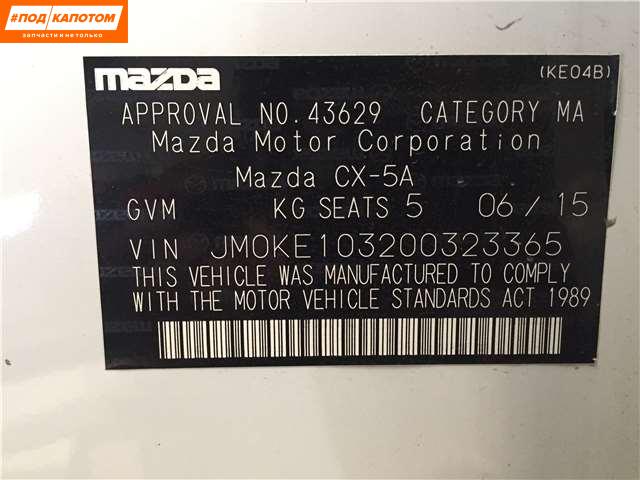 #ПОД КАПОТОМ
запчасти и не только
mazda
(KE04B)
APPROVAL NO. 43629 CATEGORY MA
Mazda Motor Corporation
Mazda CX-5A
GVM KG SEATS 5 06/15
VIN JM0KE103200323365
THIS VEHICLE WAS MANUFACTURED TO COMPLY
WITH THE MOTOR VEHICLE STANDARDS ACT 1989